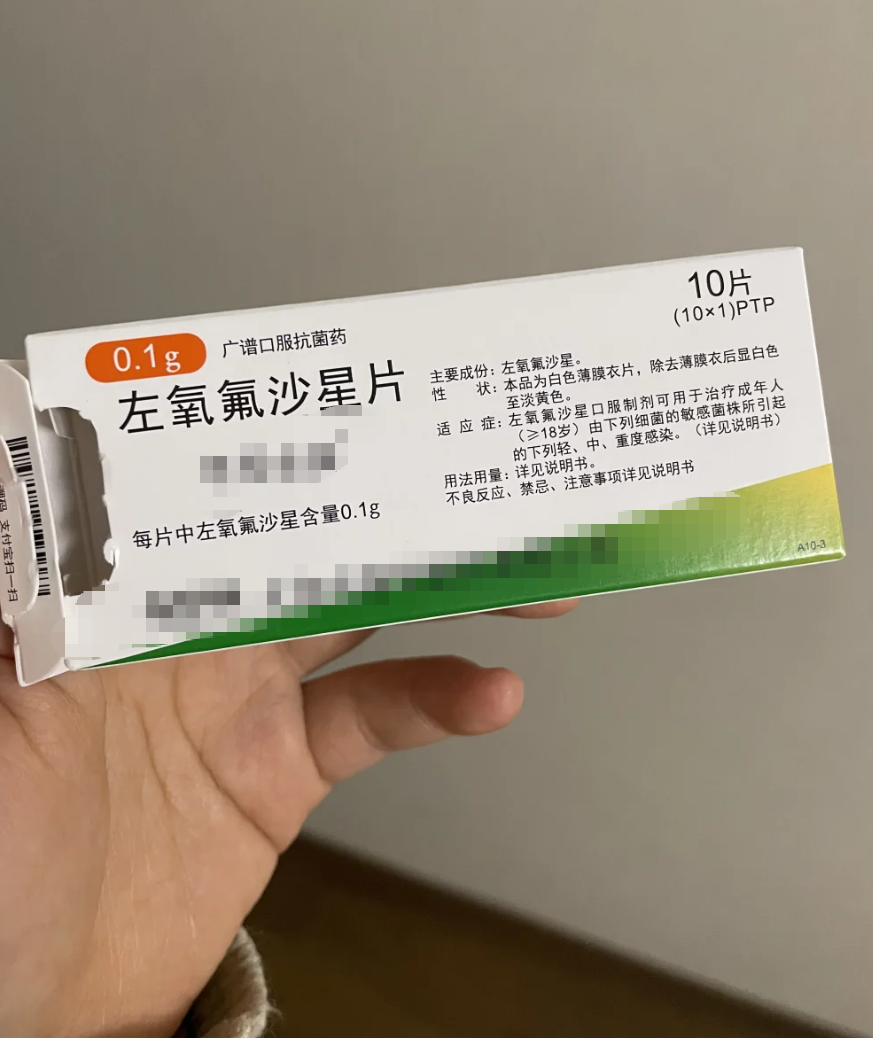 0.1g
广谱口服抗菌药
左氧氟沙星片
每片中左氧氟沙星含量0.1g
10片
(10×1)PTP
主要成份：左氧氟沙星。
性 状：本品为白色薄膜衣片，除去薄膜衣后显白色
至淡黄色。
适 应 症：左氧氟沙星口服制剂可用于治疗成年人
（≥18岁）由下列细菌的敏感菌株所引起
的下列轻、中、重度感染。（详见说明书）
用法用量：详见说明书。
不良反应、禁忌、注意事项详见说明书
A10-3
支付宝扫一扫